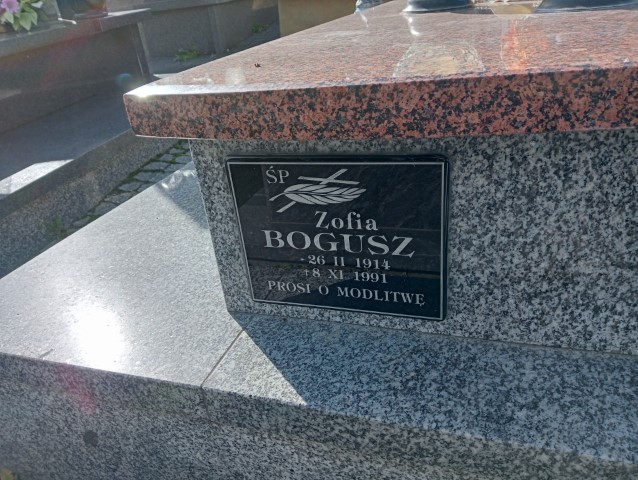 ŚP
Zofia
BOGUSZ
* 26 II 1914
† 8 XI 1991
PROSI O MODLITWĘ